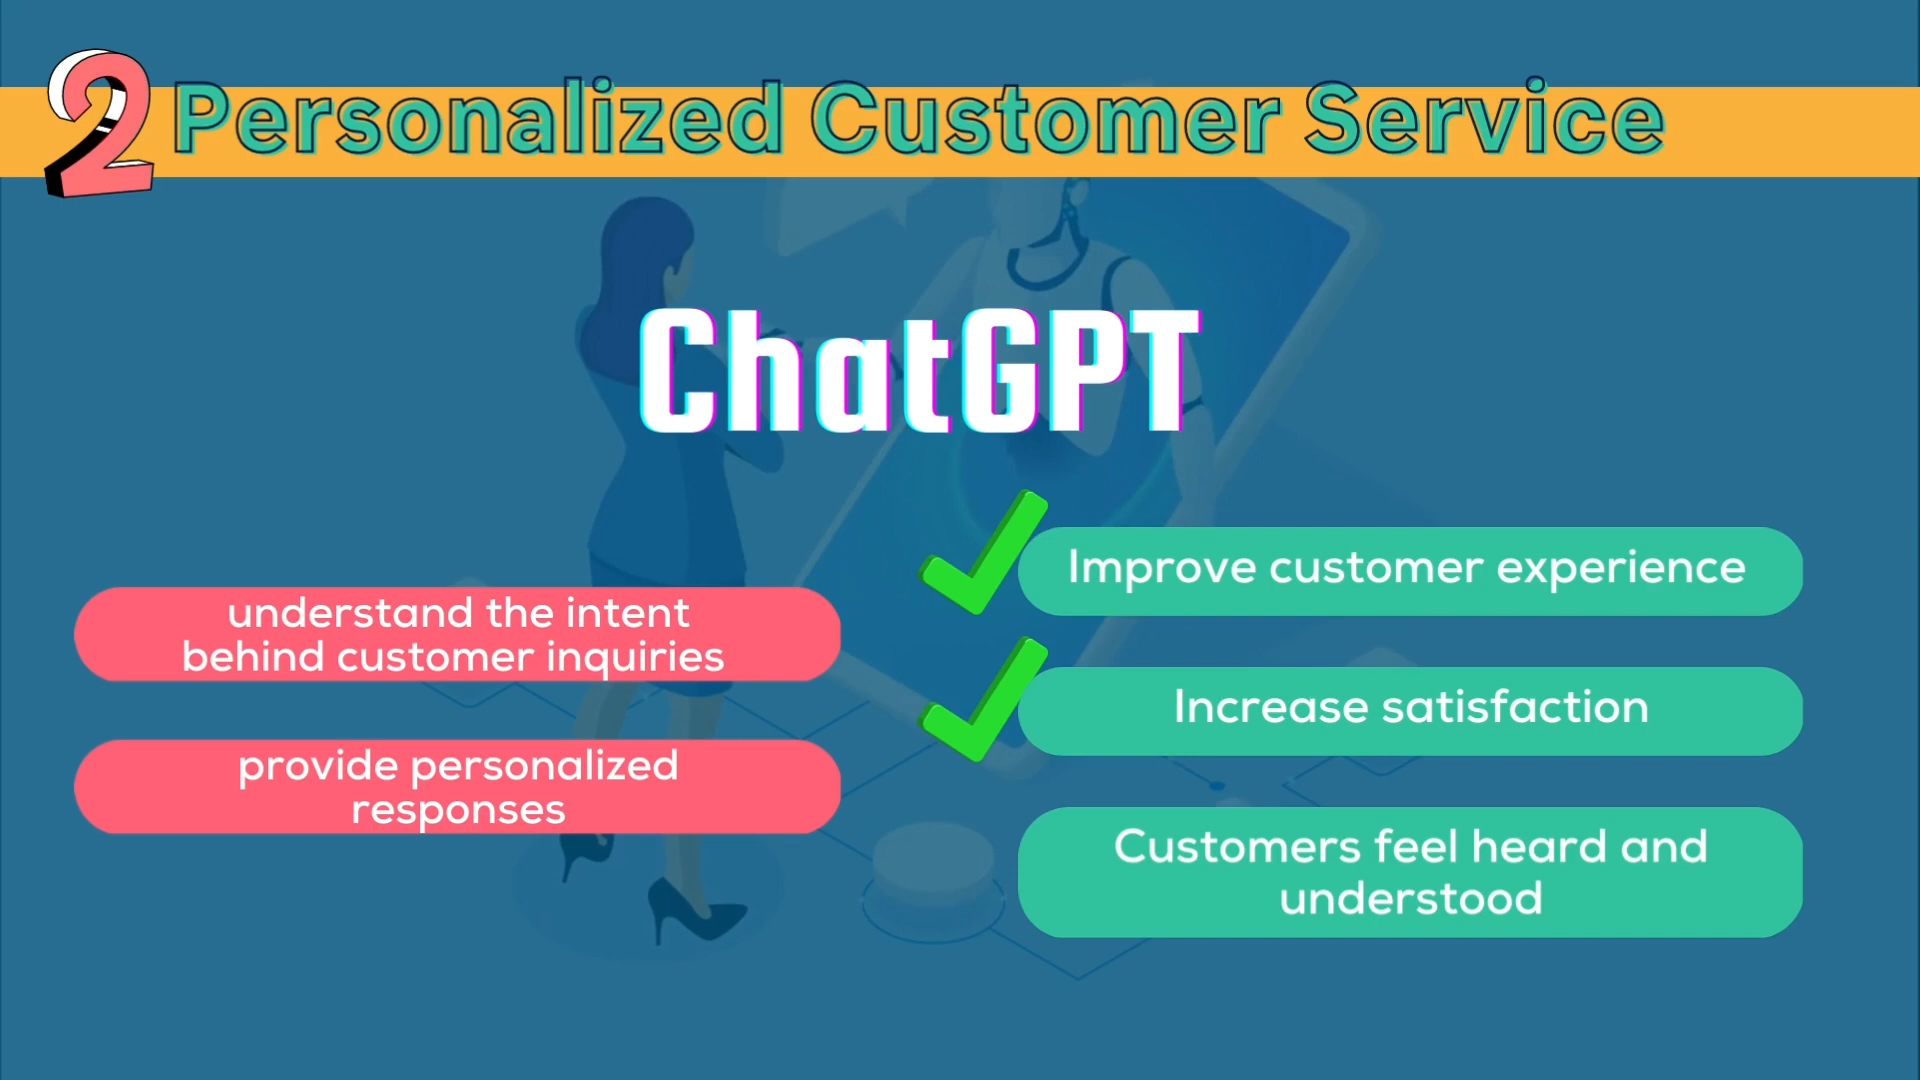 2 Personalized Customer Service
ChatGPT
understand the intent
behind customer inquiries
provide personalized
responses
Improve customer experience
Increase satisfaction
Customers feel heard and
understood